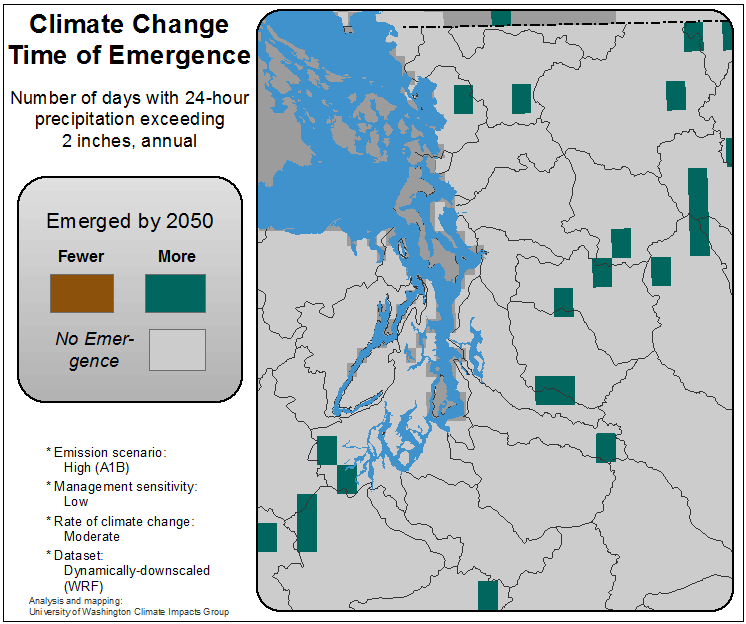 Climate Change
Time of Emergence
Number of days with 24-hour
precipitation exceeding
2 inches, annual
Emerged by 2050
Fewer More
No Emer-
gence
* Emission scenario:
High (A1B)
* Management sensitivity:
Low
* Rate of climate change:
Moderate
* Dataset:
Dynamically-downscaled
(WRF)
Analysis and mapping:
University of Washington Climate Impacts Group